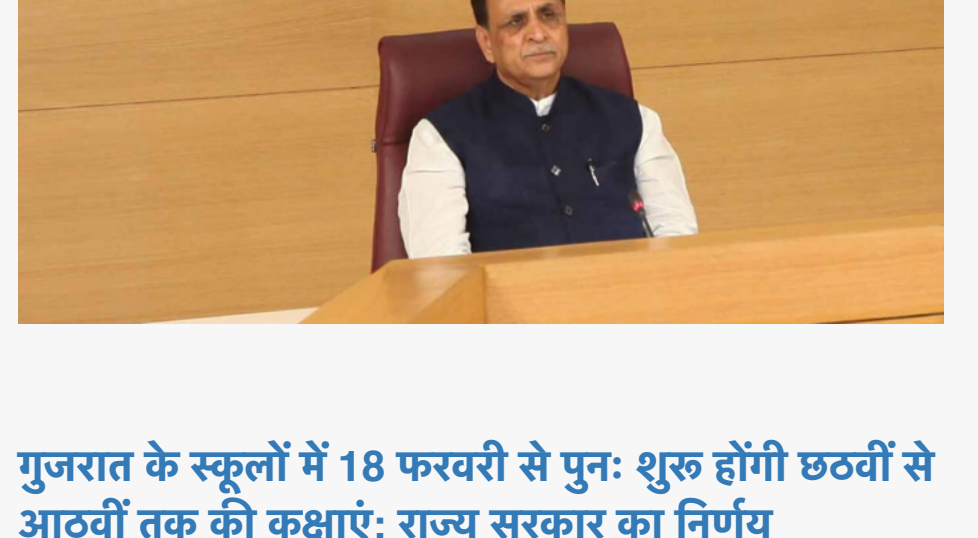 गुजरात के स्कूलों में 18 फरवरी से पुनः शुरू होंगी छठवीं से
आठवीं तक की कक्षाएं: राज्य सरकार का निर्णय